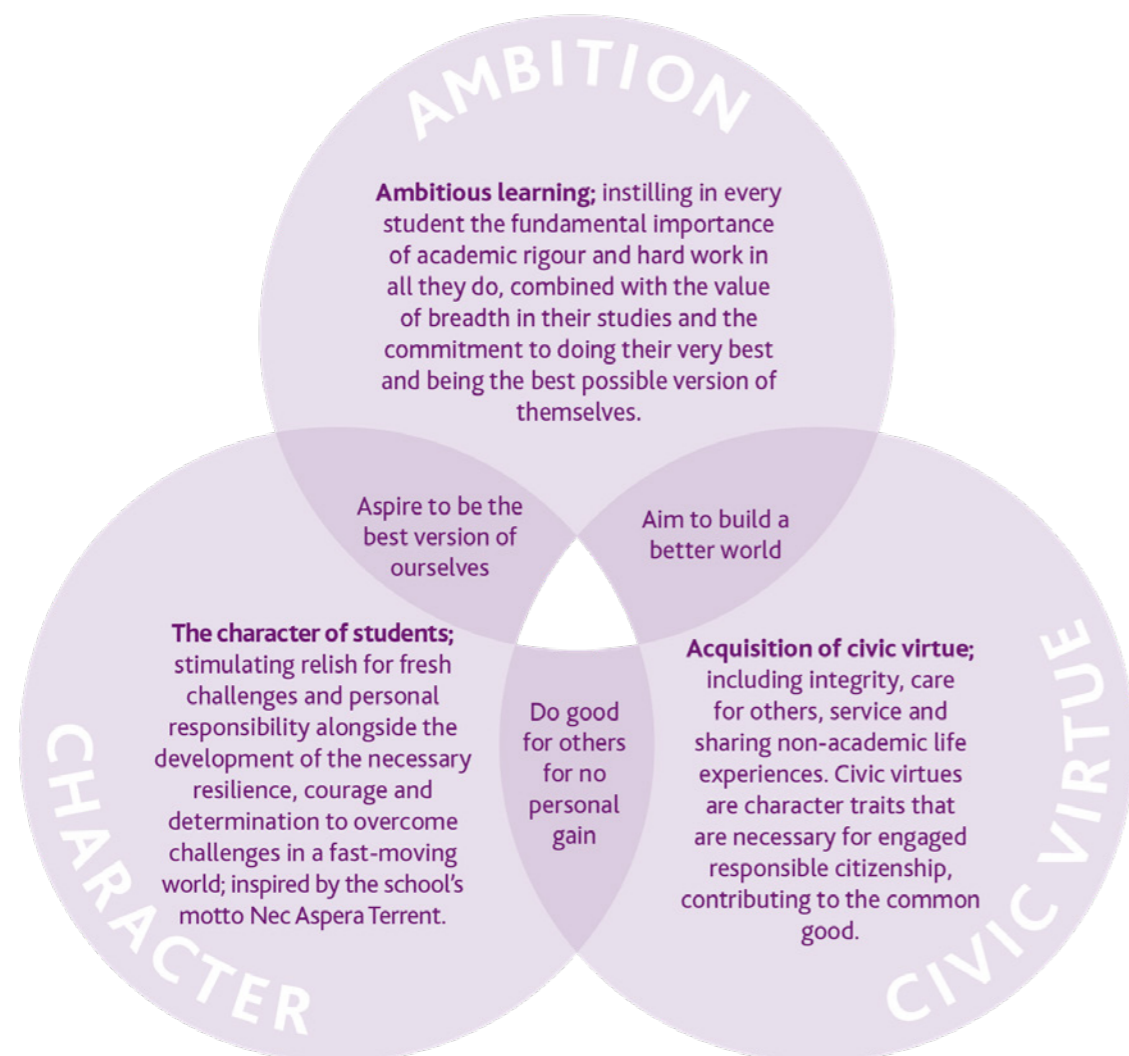 AMBITION
Ambitious learning; instilling in every
student the fundamental importance
of academic rigour and hard work in
all they do, combined with the value
of breadth in their studies and the
commitment to doing their very best
and being the best possible version of
themselves.
Aspire to be the
best version of
ourselves
Aim to build a
better world
The character of students;
stimulating relish for fresh
challenges and personal
responsibility alongside the
development of the necessary
resilience, courage and
determination to overcome
challenges in a fast-moving
world; inspired by the school's
motto Nec Aspera Terrent.
Do good
for others
for no
personal
gain
Acquisition of civic virtue;
including integrity, care
for others, service and
sharing non-academic life
experiences. Civic virtues
are character traits that
are necessary for engaged
responsible citizenship,
contributing to the common
good.
CHARACTER
CIVIC VIRTUE